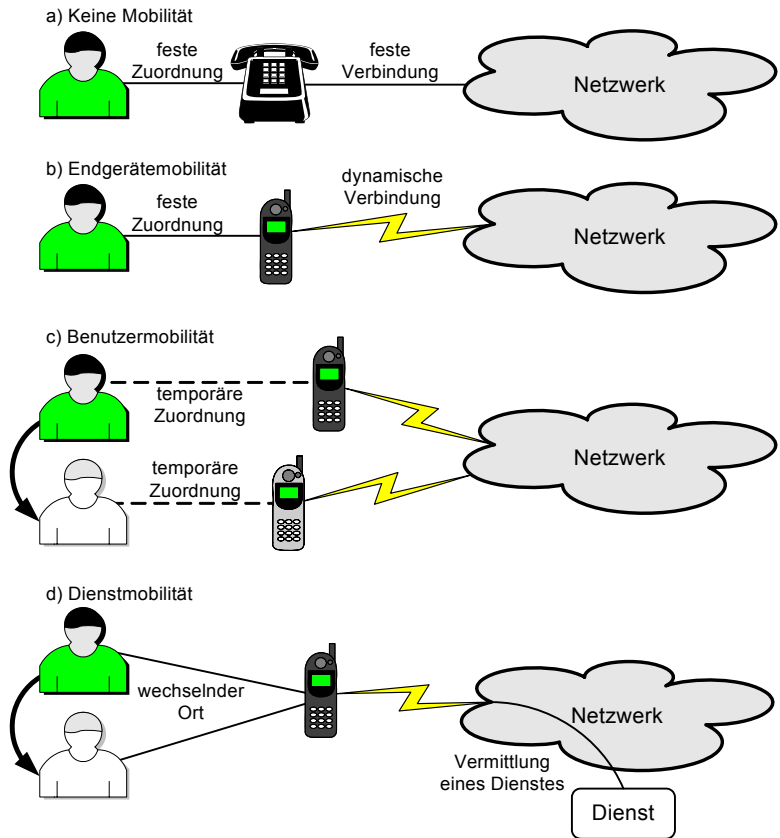 a) Keine Mobilität
feste
Zuordnung
feste
Verbindung
Netzwerk
b) Endgerätemobilität
feste
Zuordnung
dynamische
Verbindung
Netzwerk
c) Benutzermobilität
temporäre
Zuordnung
temporäre
Zuordnung
Netzwerk
d) Dienstmobilität
wechselnder
Ort
Netzwerk
Vermittlung
eines Dienstes
Dienst